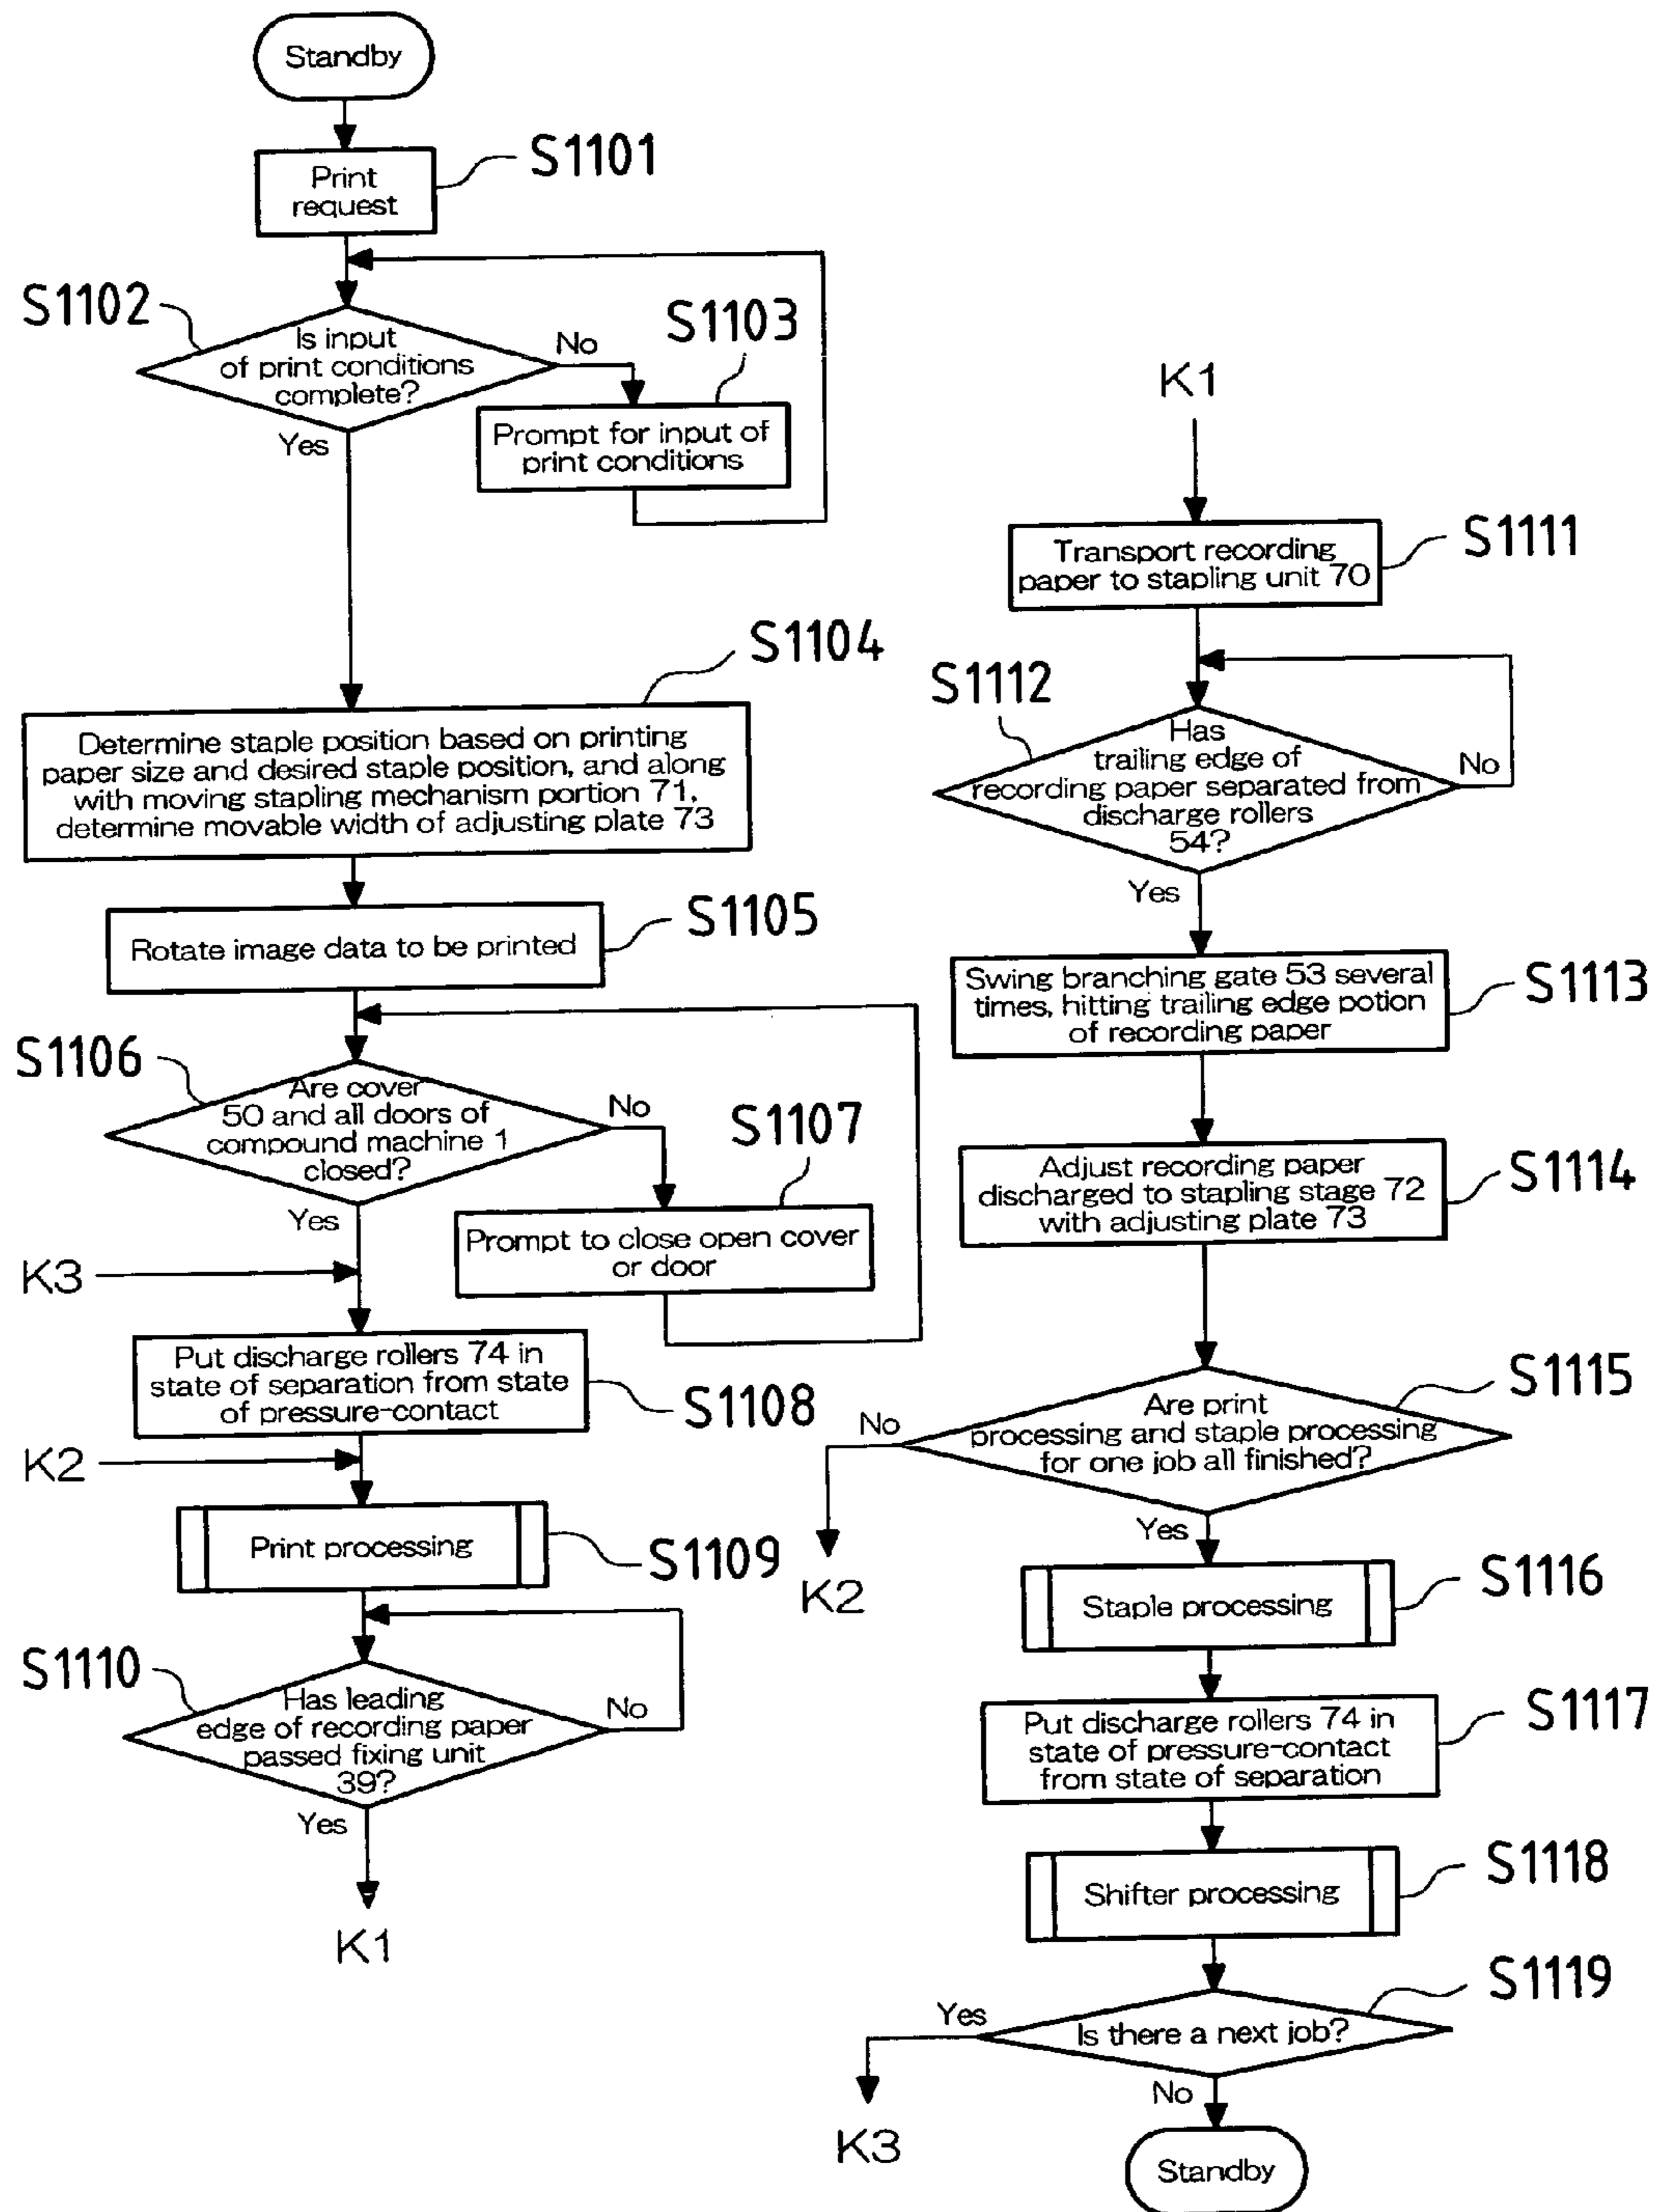 Standby
Print
request
S1101
S1102
Is input
of print conditions
complete?
No
Yes
S1103
Prompt for input of
print conditions
S1104
Determine staple position based on printing
paper size and desired staple position, and along
with moving stapling mechanism portion 71,
determine movable width of adjusting plate 73
S1105
Rotate image data to be printed
S1106
Are cover
50 and all doors of
compound machine 1
closed?
No
Yes
S1107
Prompt to close open cover
or door
K3
Put discharge rollers 74 in
state of separation from state
of pressure-contact
S1108
K2
Print processing
S1109
S1110
Has leading
edge of recording paper
passed fixing unit
39?
No
Yes
K1
K1
Transport recording
paper to stapling unit 70
S1111
S1112
Has
trailing edge of
recording paper separated from
discharge rollers
54?
No
Yes
Swing branching gate 53 several
times, hitting trailing edge potion
of recording paper
S1113
Adjust recording paper
discharged to stapling stage 72
with adjusting plate 73
S1114
S1115
Are print
processing and staple processing
for one job all finished?
No
K2
Yes
Staple processing
S1116
Put discharge rollers 74 in
state of pressure-contact
from state of separation
S1117
Shifter processing
S1118
S1119
Is there a next job?
Yes
K3
No
Standby